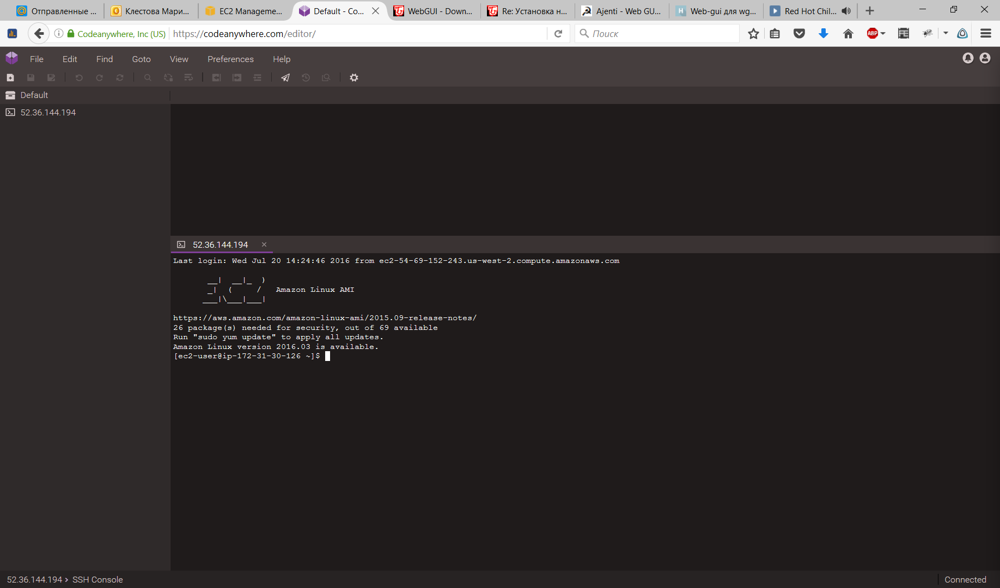 Отправленные ...
Клестова Мари...
EC2 Manageme...
Default - Co...
WebGUI - Down...
Re: Установка н...
Ajenti - Web GU...
Web-gui для wg...
Red Hot Chil...
Codeanywhere, Inc (US)
https://codeanywhere.com/editor/
Поиск
ABP
File
Edit
Find
Goto
View
Preferences
Help
Default
52.36.144.194
52.36.144.194
Last login: Wed Jul 20 14:24:46 2016 from ec2-54-69-152-243.us-west-2.compute.amazonaws.com
__|  __|_  )
_|  (     /   Amazon Linux AMI
___|\___|___|
https://aws.amazon.com/amazon-linux-ami/2015.09-release-notes/
26 package(s) needed for security, out of 69 available
Run "sudo yum update" to apply all updates.
Amazon Linux version 2016.03 is available.
[ec2-user@ip-172-31-30-126 ~]$
52.36.144.194 › SSH Console
Connected